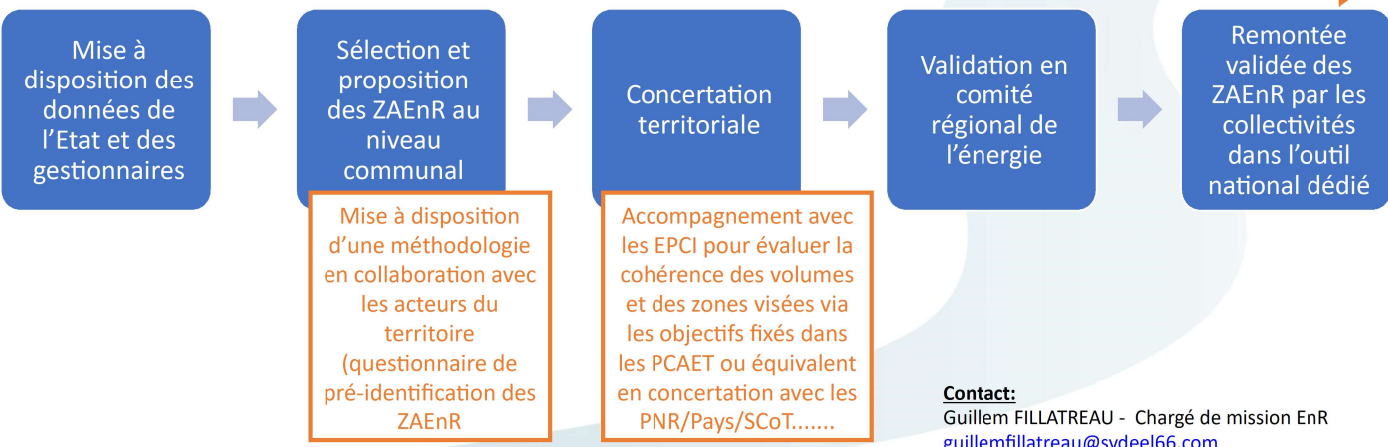 Mise à
disposition des
données de
l’Etat et des
gestionnaires
Sélection et
proposition
des ZAEnR au
niveau
communal
Mise à disposition
d’une méthodologie
en collaboration avec
les acteurs du
territoire
(questionnaire de
pré-identification des
ZAEnR
Concertation
territoriale
Accompagnement avec
les EPCI pour évaluer la
cohérence des volumes
et des zones visées via
les objectifs fixés dans
les PCAET ou équivalent
en concertation avec les
PNR/Pays/SCoT.......
Validation en
comité
régional de
l’énergie
Remontée
validée des
ZAEnR par les
collectivités
dans l’outil
national dédié
Contact:
Guillem FILLATREAU - Chargé de mission EnR
guillemfillatreau@sydeel66.com